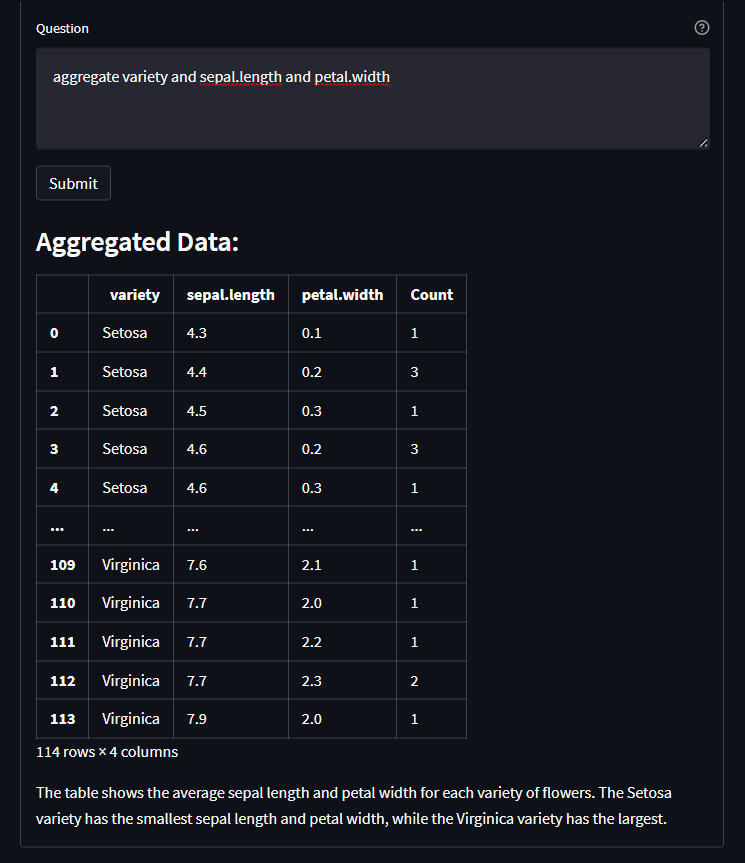 Question
aggregate variety and sepal.length and petal.width
Submit
Aggregated Data:
variety sepal.length petal.width Count
0 Setosa 4.3 0.1 1
1 Setosa 4.4 0.2 3
2 Setosa 4.5 0.3 1
3 Setosa 4.6 0.2 3
4 Setosa 4.6 0.3 1
... ... ... ... ...
109 Virginica 7.6 2.1 1
110 Virginica 7.7 2.0 1
111 Virginica 7.7 2.2 1
112 Virginica 7.7 2.3 2
113 Virginica 7.9 2.0 1
114 rows × 4 columns
The table shows the average sepal length and petal width for each variety of flowers. The Setosa
variety has the smallest sepal length and petal width, while the Virginica variety has the largest.